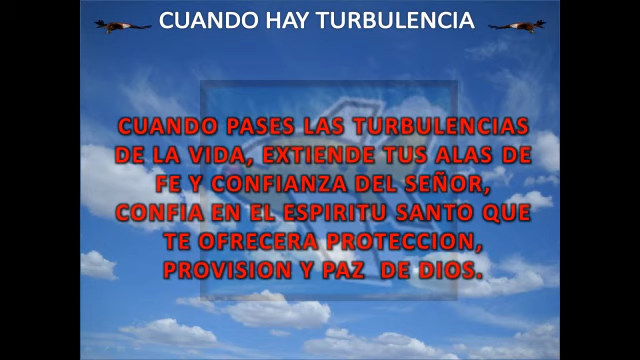 CUANDO HAY TURBULENCIA
CUANDO PASES LAS TURBULENCIAS
DE LA VIDA, EXTIENDE TUS ALAS DE
FE Y CONFIANZA DEL SEÑOR,
CONFIA EN EL ESPIRITU SANTO QUE
TE OFRECERA PROTECCION,
PROVISION Y PAZ  DE DIOS.